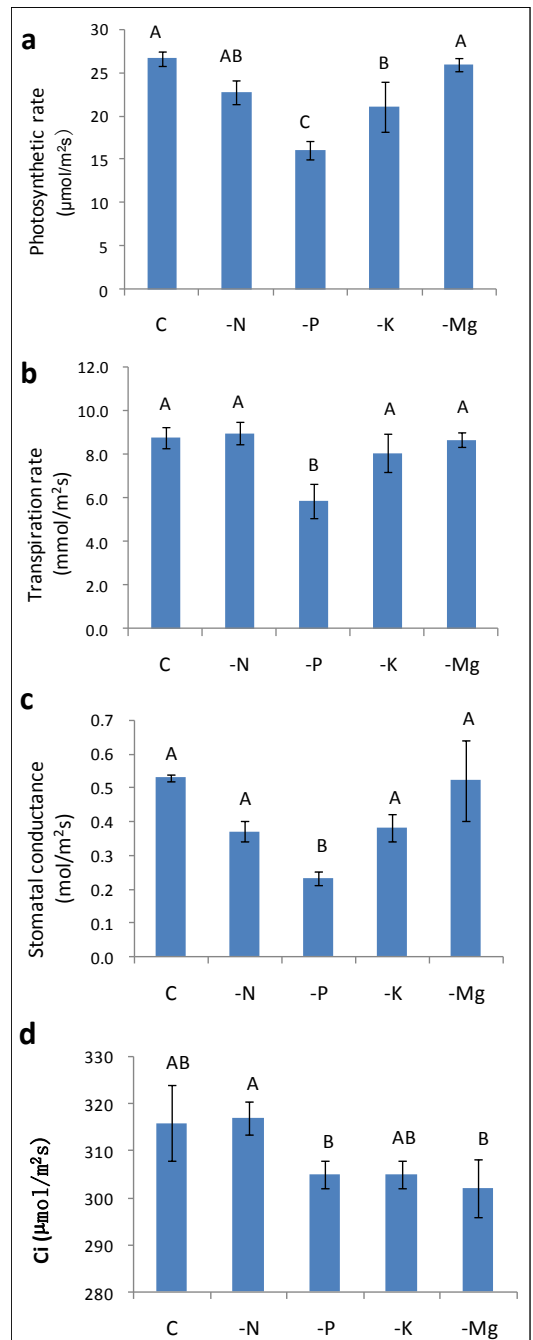 a
Photosynthetic rate
(µmol/m²s)
30
25
20
15
10
5
0
A
AB
C
B
A
C -N -P -K -Mg
b
Transpiration rate
(mmol/m²s)
12.0
10.0
8.0
6.0
4.0
2.0
0.0
A
A
B
A
A
C -N -P -K -Mg
c
Stomatal conductance
(mol/m²s)
0.7
0.6
0.5
0.4
0.3
0.2
0.1
0.0
A
A
B
A
A
C -N -P -K -Mg
d
Ci (µmol/m²s)
330
320
310
300
290
280
AB
A
B
AB
B
C -N -P -K -Mg